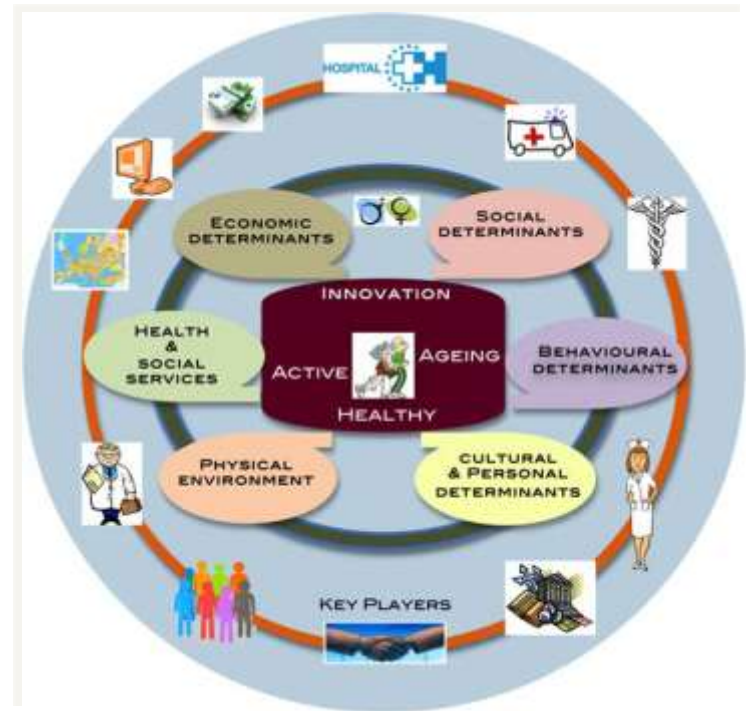 HOSPITAL
ECONOMIC
DETERMINANTS
SOCIAL
DETERMINANTS
INNOVATION
HEALTH
&
SOCIAL
SERVICES
ACTIVE
AGEING
HEALTHY
BEHAVIOURAL
DETERMINANTS
PHYSICAL
ENVIRONMENT
CULTURAL
& PERSONAL
DETERMINANTS
KEY PLAYERS